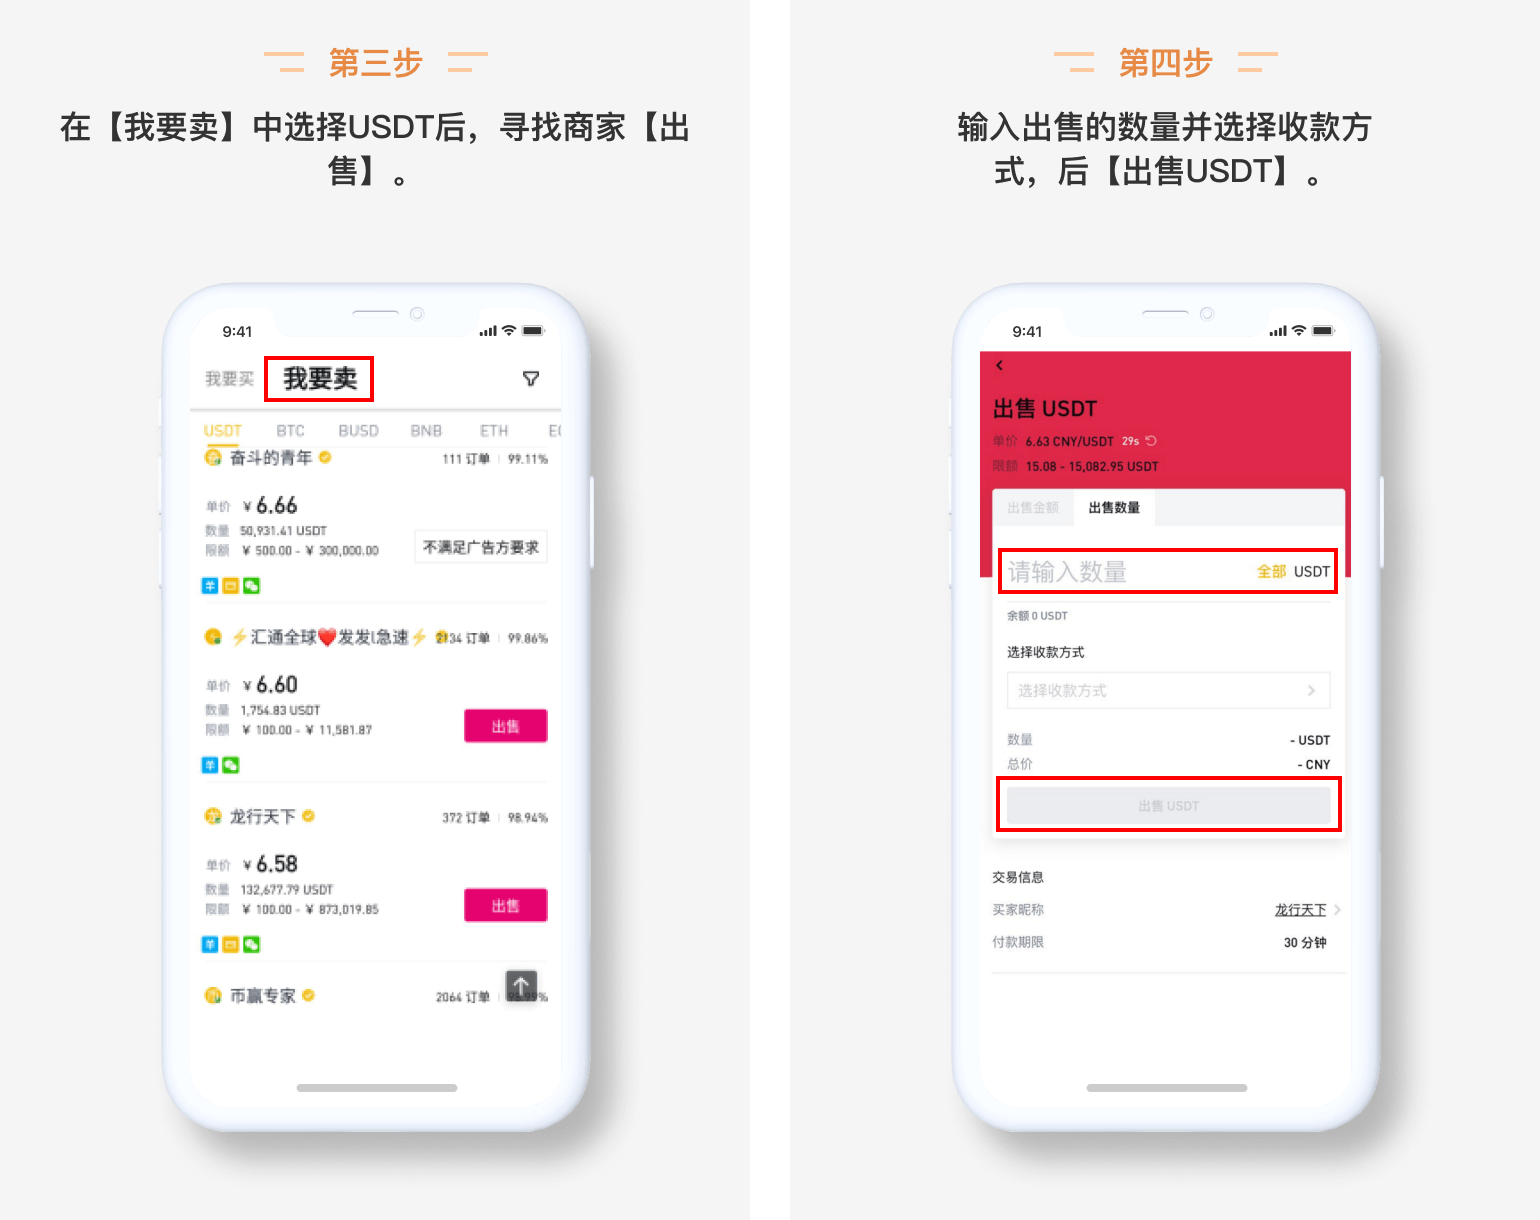 第三步
在【我要卖】中选择USDT后，寻找商家【出
售】。
9:41
我要买 我要卖
USDT BTC BUSD BNB ETH
奋斗的青年 111 订单 99.11%
单价 ¥ 6.66
数量 50,931.41 USDT
限额 ¥ 500.00 - ¥ 300,000.00
不满足广告方要求
⚡汇通全球❤️发发l急速⚡ 2134 订单 99.86%
单价 ¥ 6.60
数量 1,754.83 USDT
限额 ¥ 100.00 - ¥ 11,581.87
出售
龙行天下 372 订单 98.94%
单价 ¥ 6.58
数量 132,677.79 USDT
限额 ¥ 100.00 - ¥ 873,019.85
出售
币赢专家 2064 订单
第四步
输入出售的数量并选择收款方
式，后【出售USDT】。
9:41
出售 USDT
单价 6.63 CNY/USDT 29s
限额 15.08 - 15,082.95 USDT
出售金额 出售数量
请输入数量 全部 USDT
余额 0 USDT
选择收款方式
选择收款方式
数量 - USDT
总价 - CNY
出售 USDT
交易信息
买家昵称 龙行天下
付款期限 30 分钟